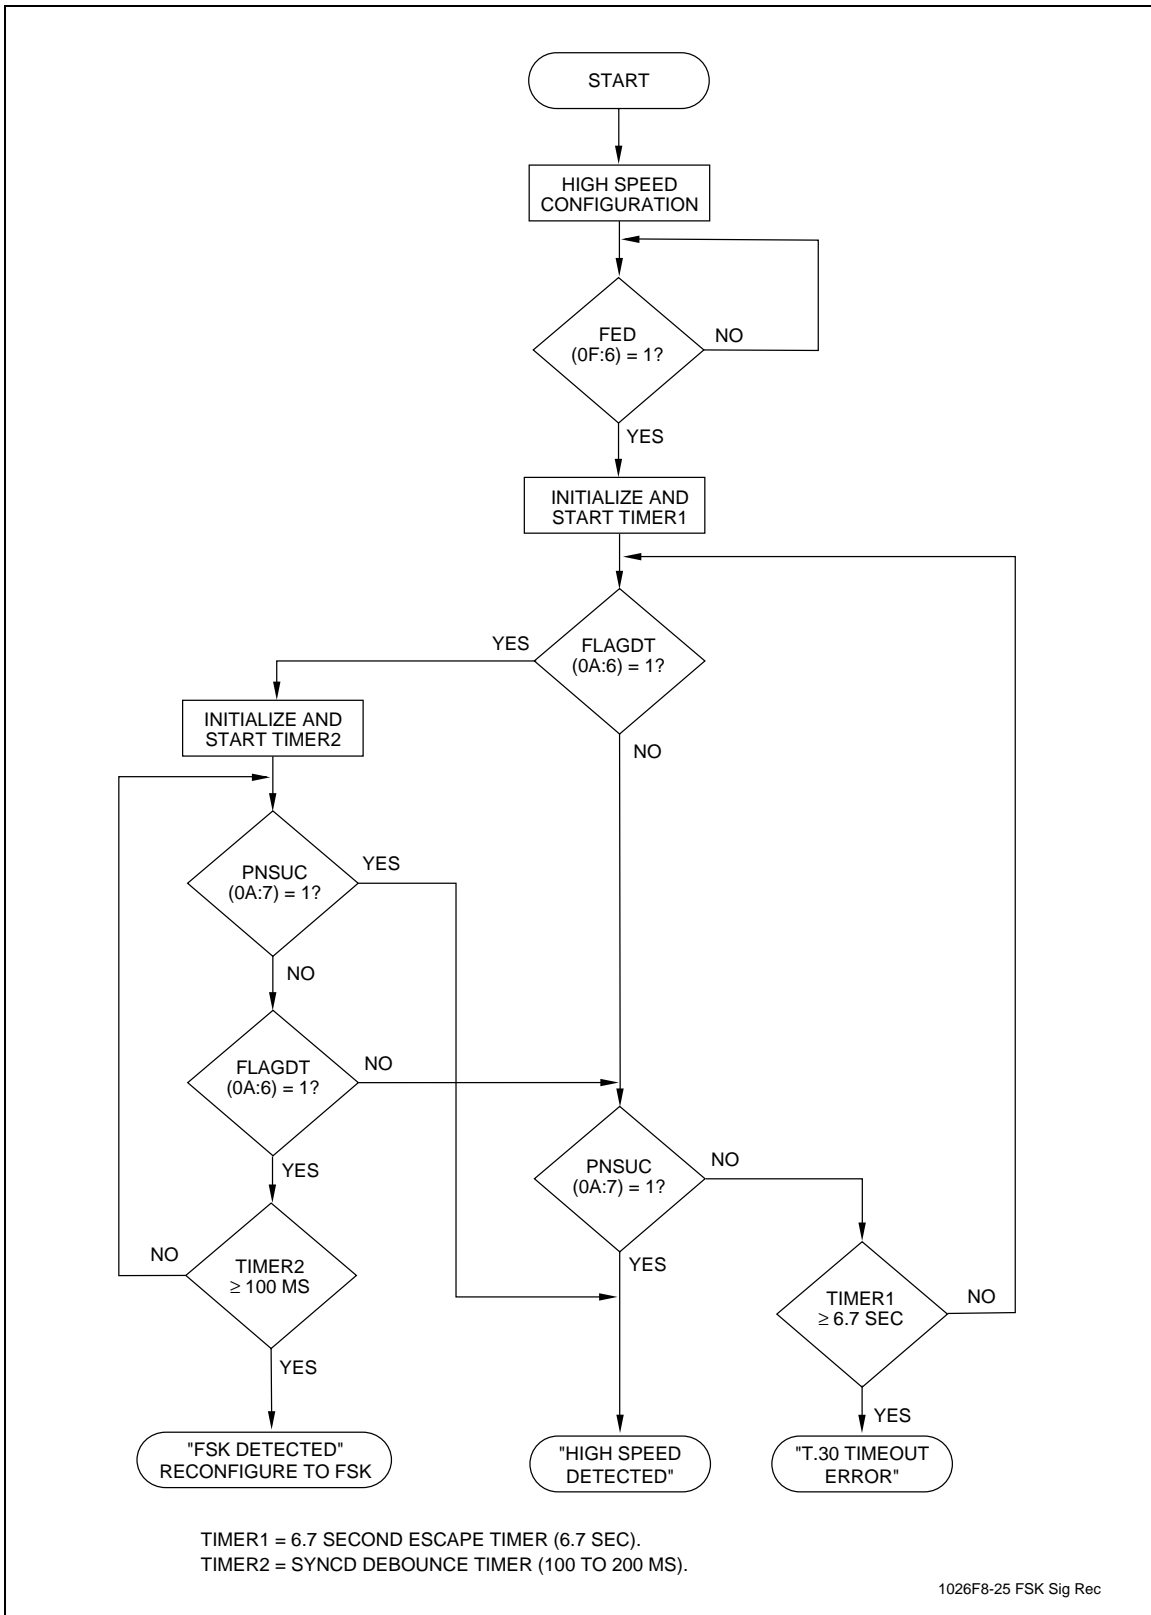 START
HIGH SPEED
CONFIGURATION
FED
(0F:6) = 1?
NO
YES
INITIALIZE AND
START TIMER1
YES
FLAGDT
(0A:6) = 1?
NO
INITIALIZE AND
START TIMER2
PNSUC
(0A:7) = 1?
YES
NO
FLAGDT
(0A:6) = 1?
NO
YES
PNSUC
(0A:7) = 1?
NO
YES
NO
TIMER2
≥ 100 MS
YES
TIMER1
≥ 6.7 SEC
NO
YES
"FSK DETECTED"
RECONFIGURE TO FSK
"HIGH SPEED
DETECTED"
"T.30 TIMEOUT
ERROR"
TIMER1 = 6.7 SECOND ESCAPE TIMER (6.7 SEC).
TIMER2 = SYNCD DEBOUNCE TIMER (100 TO 200 MS).
1026F8-25 FSK Sig Rec